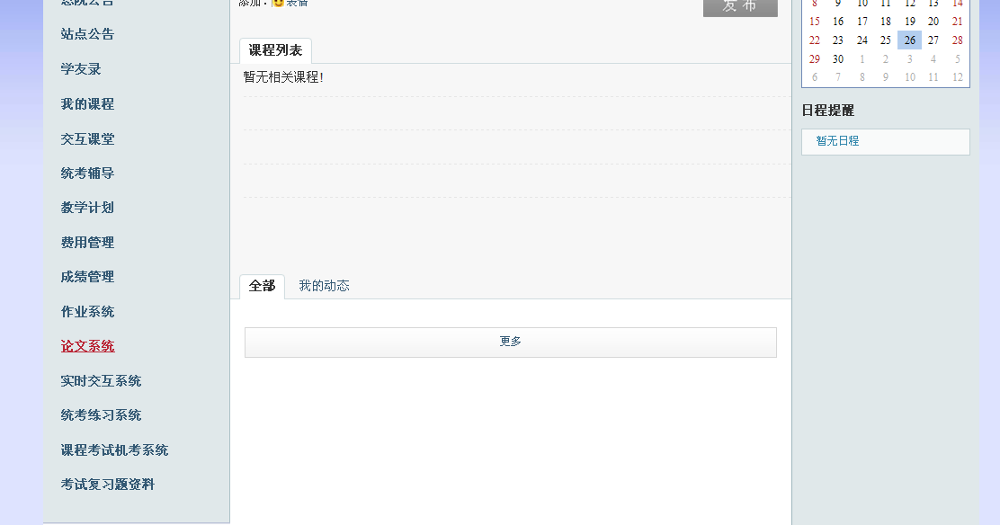 总院公告
站点公告
学友录
我的课程
交互课堂
统考辅导
教学计划
费用管理
成绩管理
作业系统
论文系统
实时交互系统
统考练习系统
课程考试机考系统
考试复习题资料
添加：表情
发布
课程列表
暂无相关课程!
全部 我的动态
更多
8 9 10 11 12 13 14
15 16 17 18 19 20 21
22 23 24 25 26 27 28
29 30 1 2 3 4 5
6 7 8 9 10 11 12
日程提醒
暂无日程